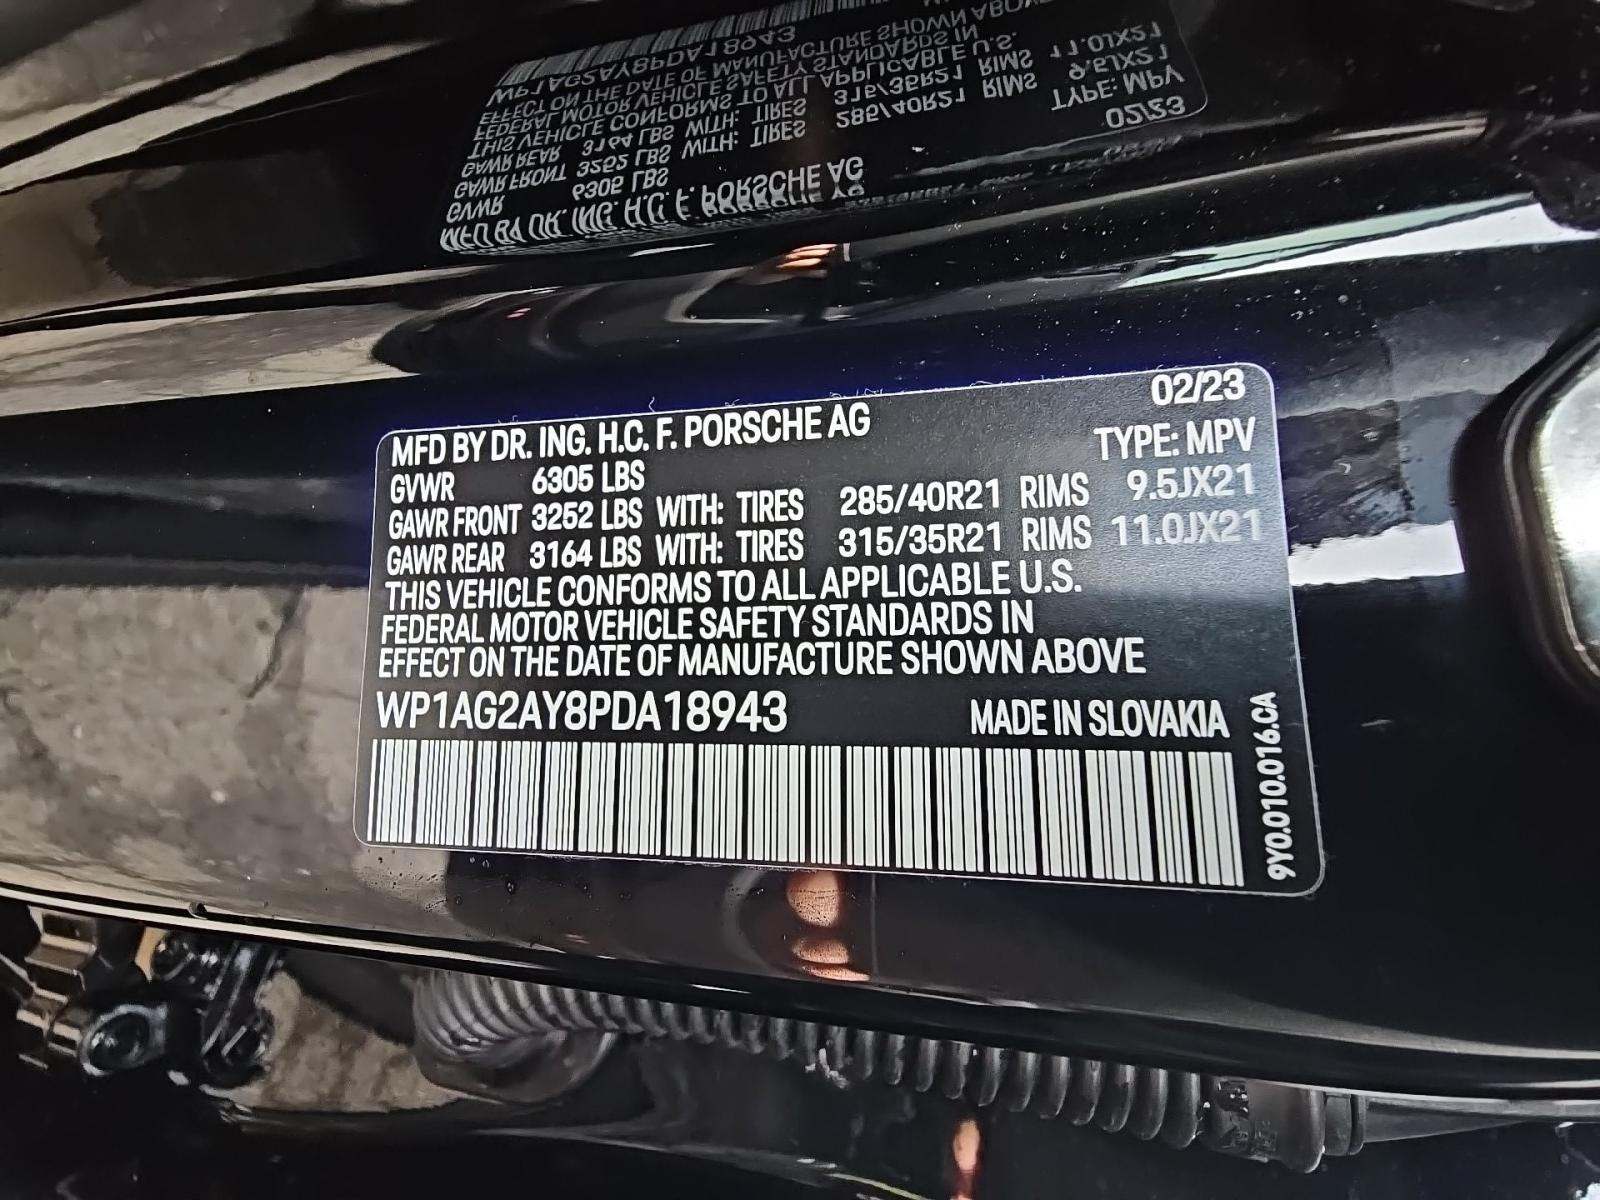 02/23
MFD BY DR. ING. H.C. F. PORSCHE AG
TYPE: MPV
GVWR 6305 LBS
GAWR FRONT 3252 LBS WITH: TIRES 285/40R21 RIMS 9.5JX21
GAWR REAR 3164 LBS WITH: TIRES 315/35R21 RIMS 11.0JX21
THIS VEHICLE CONFORMS TO ALL APPLICABLE U.S.
FEDERAL MOTOR VEHICLE SAFETY STANDARDS IN
EFFECT ON THE DATE OF MANUFACTURE SHOWN ABOVE
WP1AG2AY8PDA18943 MADE IN SLOVAKIA
9Y0.010.016.CA